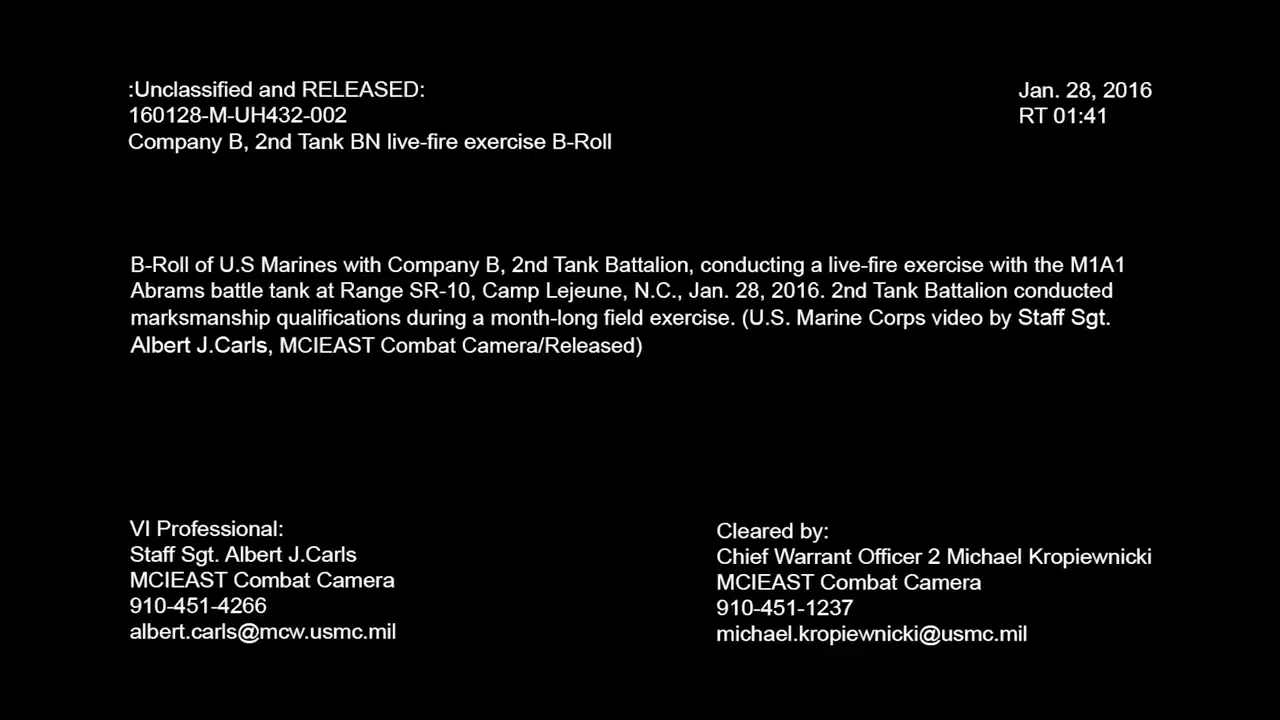 :Unclassified and RELEASED:
160128-M-UH432-002
Company B, 2nd Tank BN live-fire exercise B-Roll
Jan. 28, 2016
RT 01:41
B-Roll of U.S Marines with Company B, 2nd Tank Battalion, conducting a live-fire exercise with the M1A1
Abrams battle tank at Range SR-10, Camp Lejeune, N.C., Jan. 28, 2016. 2nd Tank Battalion conducted
marksmanship qualifications during a month-long field exercise. (U.S. Marine Corps video by Staff Sgt.
Albert J.Carls, MCIEAST Combat Camera/Released)
VI Professional:
Staff Sgt. Albert J.Carls
MCIEAST Combat Camera
910-451-4266
albert.carls@mcw.usmc.mil
Cleared by:
Chief Warrant Officer 2 Michael Kropiewnicki
MCIEAST Combat Camera
910-451-1237
michael.kropiewnicki@usmc.mil